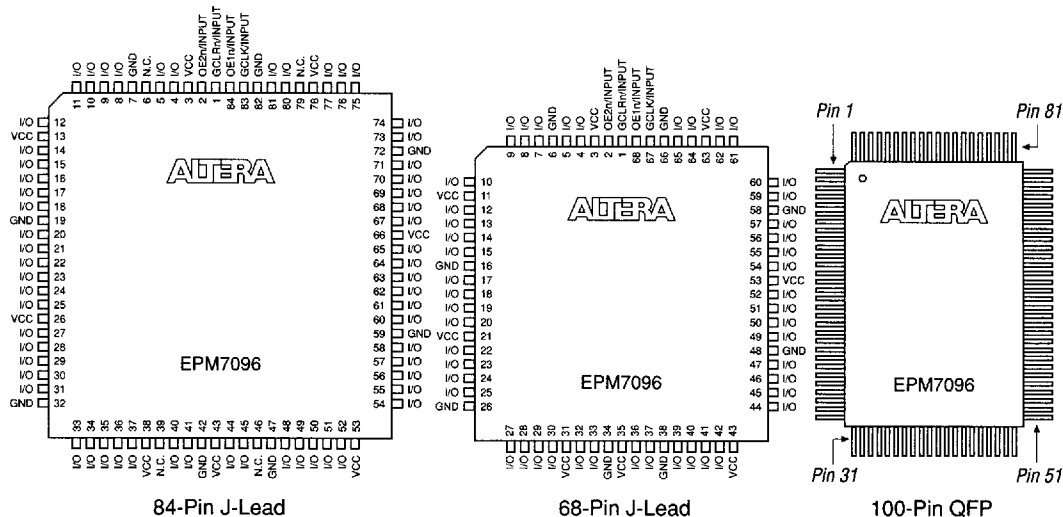 I/O I/O I/O I/O GND N.C. I/O I/O VCC OE2n/INPUT GCLRn/INPUT OE1n/INPUT GCLK/INPUT GND I/O I/O N.C. VCC I/O I/O I/O
11 10 9 8 7 6 5 4 3 2 1 84 83 82 81 80 79 78 77 76 75
I/O 12
VCC 13
I/O 14
I/O 15
I/O 16
I/O 17
I/O 18
GND 19
I/O 20
I/O 21
I/O 22
I/O 23
I/O 24
I/O 25
VCC 26
I/O 27
I/O 28
I/O 29
I/O 30
I/O 31
GND 32
ALTERA
EPM7096
74 I/O
73 I/O
72 GND
71 I/O
70 I/O
69 I/O
68 I/O
67 I/O
66 VCC
65 I/O
64 I/O
63 I/O
62 I/O
61 I/O
60 I/O
59 GND
58 I/O
57 I/O
56 I/O
55 I/O
54 I/O
33 34 35 36 37 38 39 40 41 42 43 44 45 46 47 48 49 50 51 52 53
I/O I/O I/O I/O I/O VCC N.C. I/O I/O GND VCC I/O I/O N.C. GND I/O I/O I/O I/O I/O VCC
84-Pin J-Lead
I/O I/O I/O GND I/O I/O VCC OE2n/INPUT GCLRn/INPUT OE1n/INPUT GCLK/INPUT GND I/O I/O VCC I/O I/O
9 8 7 6 5 4 3 2 1 68 67 66 65 64 63 62 61
I/O 10
VCC 11
I/O 12
I/O 13
I/O 14
I/O 15
GND 16
I/O 17
I/O 18
I/O 19
I/O 20
VCC 21
I/O 22
I/O 23
I/O 24
I/O 25
GND 26
ALTERA
EPM7096
60 I/O
59 I/O
58 GND
57 I/O
56 I/O
55 I/O
54 I/O
53 VCC
52 I/O
51 I/O
50 I/O
49 I/O
48 GND
47 I/O
46 I/O
45 I/O
44 I/O
27 28 29 30 31 32 33 34 35 36 37 38 39 40 41 42 43
I/O I/O I/O I/O VCC I/O I/O GND VCC I/O I/O GND I/O I/O I/O I/O VCC
68-Pin J-Lead
Pin 1
Pin 81
ALTERA
EPM7096
Pin 31
Pin 51
100-Pin QFP